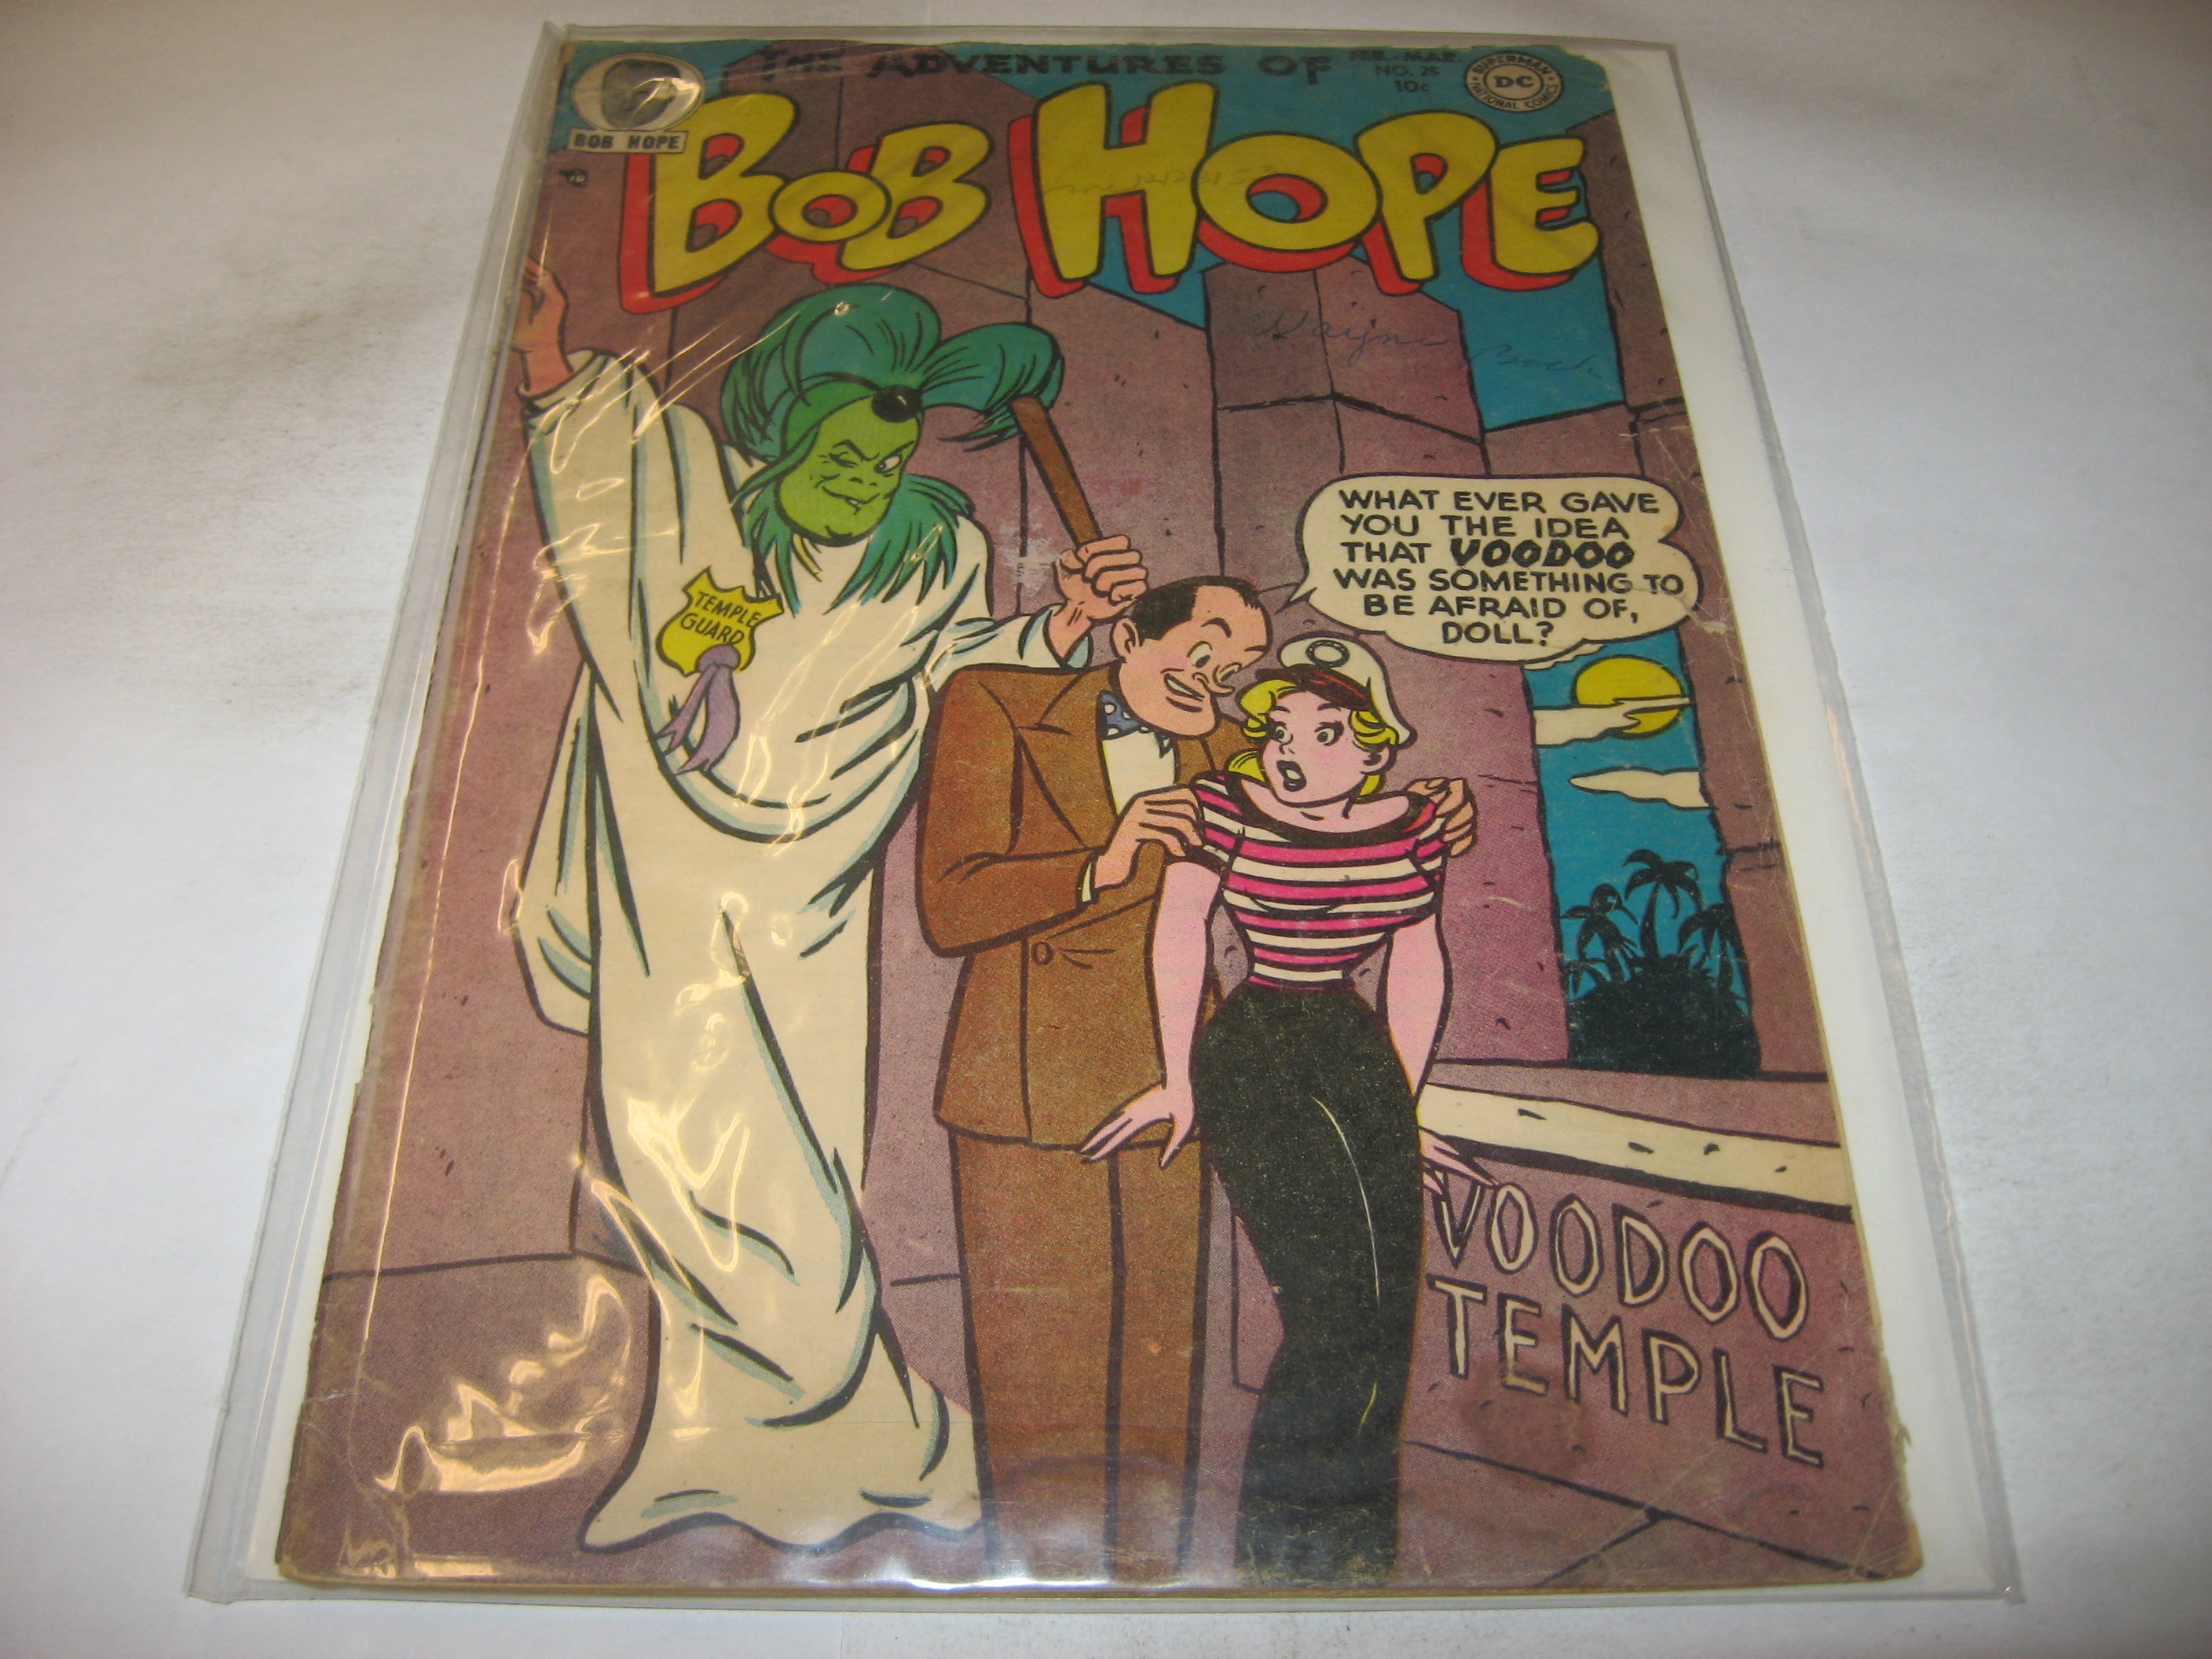 THE ADVENTURES OF
FEB.-MAR.
NO. 25
10¢
SUPERMAN
DC
NATIONAL COMICS
BOB HOPE
BOB HOPE
Wayne
WHAT EVER GAVE
YOU THE IDEA
THAT VOODOO
WAS SOMETHING TO
BE AFRAID OF,
DOLL?
TEMPLE
GUARD
VOODOO
TEMPLE